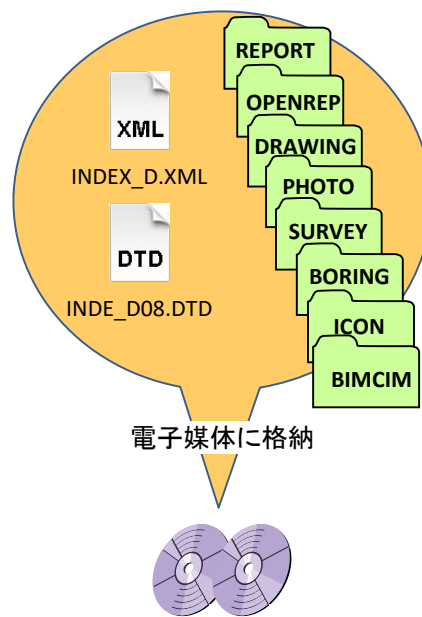 REPORT
OPENREP
DRAWING
PHOTO
SURVEY
BORING
ICON
BIMCIM
XML
INDEX_D.XML
DTD
INDE_D08.DTD
電子媒体に格納